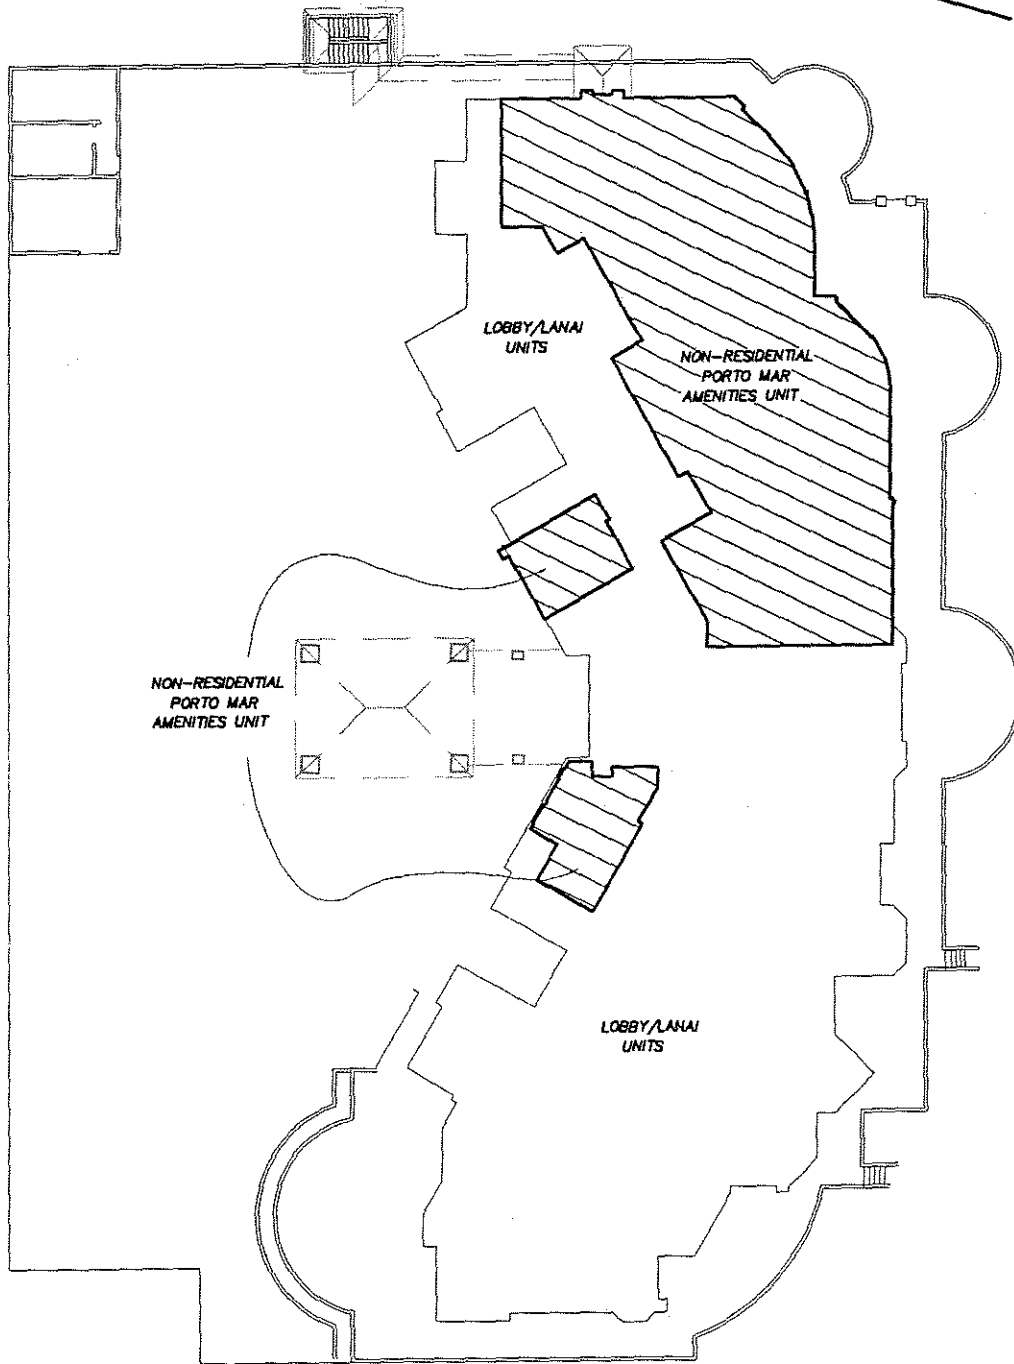 LOBBY/LANAI
UNITS
NON-RESIDENTIAL
PORTO MAR
AMENITIES UNIT
NON-RESIDENTIAL
PORTO MAR
AMENITIES UNIT
LOBBY/LANAI
UNITS